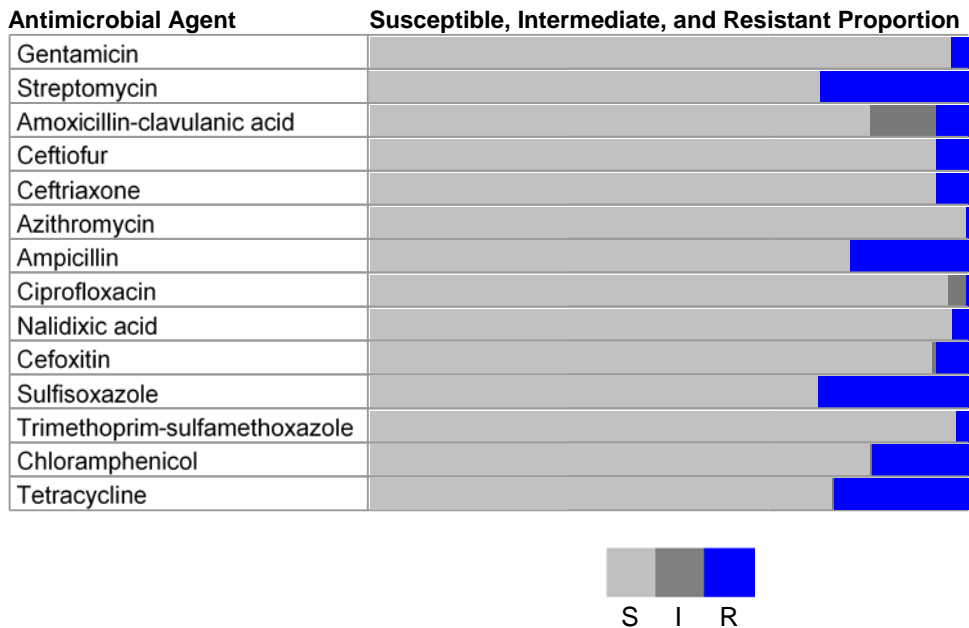 Antimicrobial Agent Susceptible, Intermediate, and Resistant Proportion
Gentamicin
Streptomycin
Amoxicillin-clavulanic acid
Ceftiofur
Ceftriaxone
Azithromycin
Ampicillin
Ciprofloxacin
Nalidixic acid
Cefoxitin
Sulfisoxazole
Trimethoprim-sulfamethoxazole
Chloramphenicol
Tetracycline
S I R